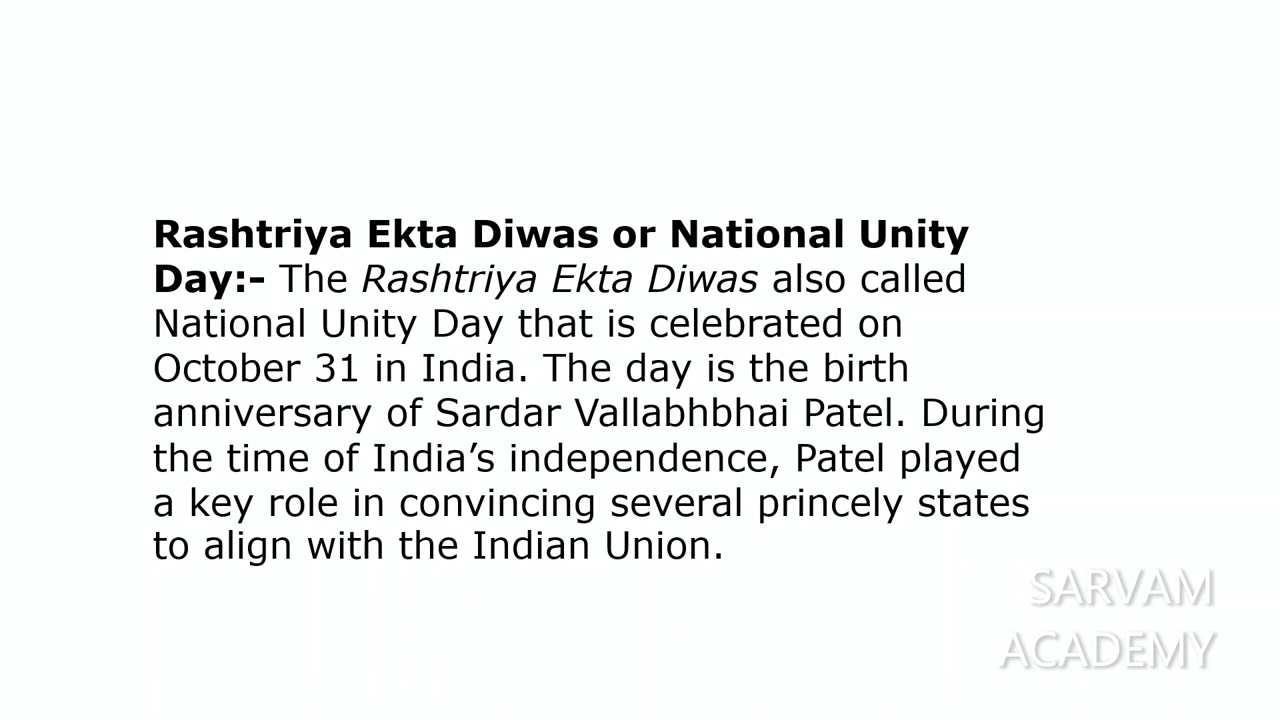 Rashtriya Ekta Diwas or National Unity
Day:- The Rashtriya Ekta Diwas also called
National Unity Day that is celebrated on
October 31 in India. The day is the birth
anniversary of Sardar Vallabhbhai Patel. During
the time of India’s independence, Patel played
a key role in convincing several princely states
to align with the Indian Union.
SARVAM
ACADEMY